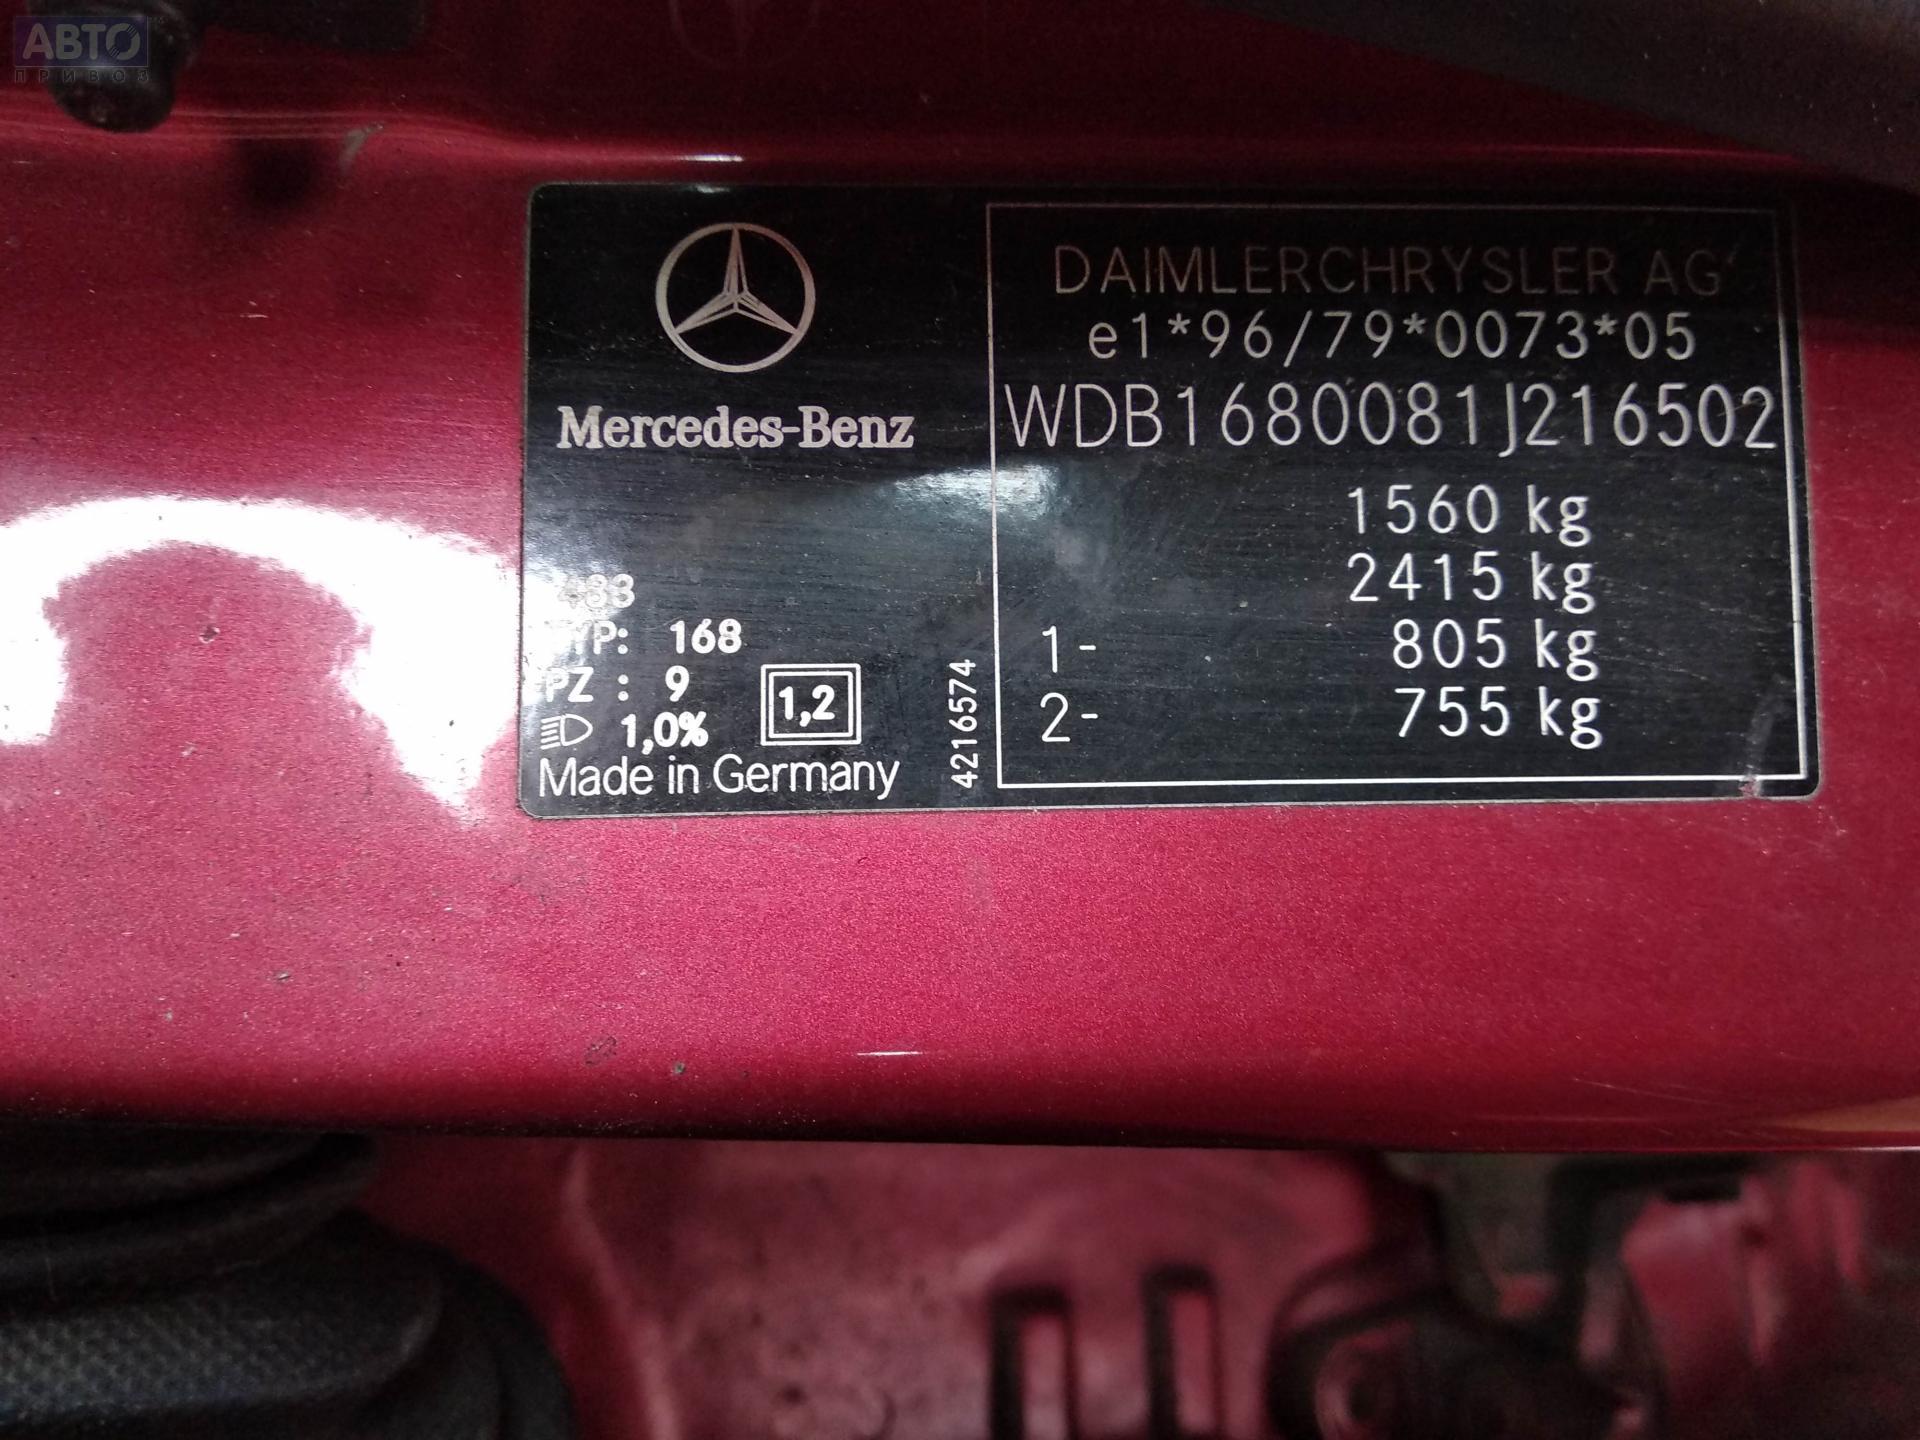 АВТО
ПРИВОЗ
Mercedes-Benz
483
TYP: 168
PZ : 9
1,0%
1,2
Made in Germany
4216574
DAIMLERCHRYSLER AG
e1*96/79*0073*05
WDB1680081J216502
1560 kg
2415 kg
1- 805 kg
2- 755 kg